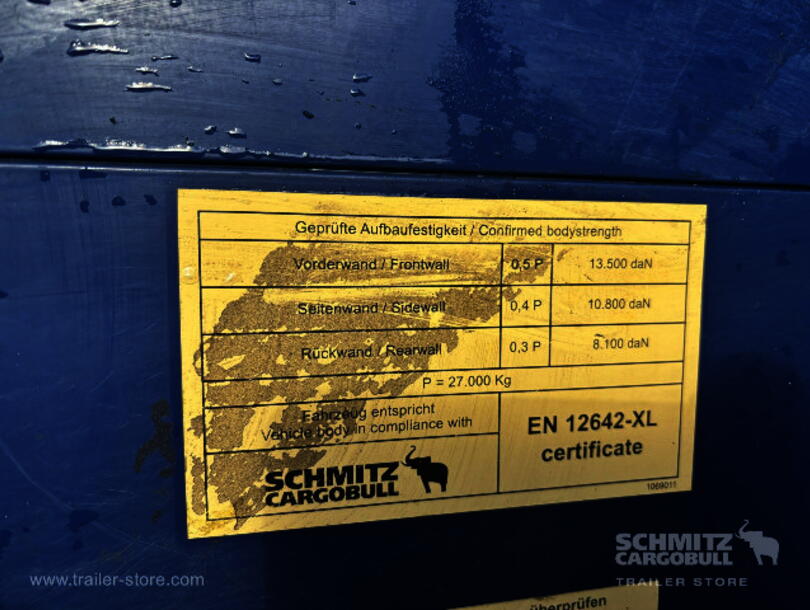 Geprüfte Aufbaufestigkeit / Confirmed bodystrength
Vorderwand / Frontwall 0,5 P 13.500 daN
Seitenwand / Sidewall 0,4 P 10.800 daN
Rückwand / Rearwall 0,3 P 8.100 daN
P = 27.000 Kg
Fahrzeug entspricht
Vehicle body in compliance with
EN 12642-XL
certificate
SCHMITZ
CARGOBULL
1069011
SCHMITZ
CARGOBULL
TRAILER STORE
www.trailer-store.com
überprüfen